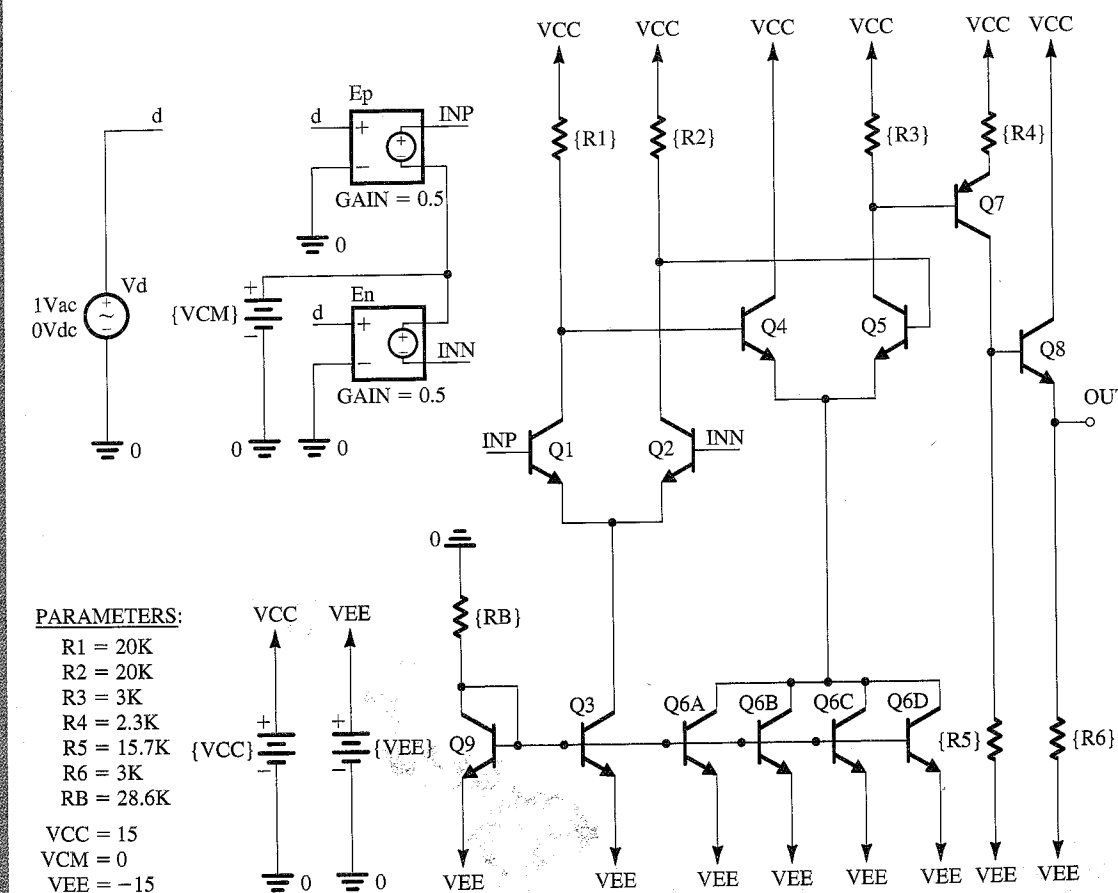 VCC VCC VCC VCC VCC VCC
d
Ep
d
INP
{R1}
{R2}
{R3}
{R4}
GAIN = 0.5
Q7
0
Vd
1Vac
0Vdc
{VCM}
En
d
Q4
Q5
Q8
INN
GAIN = 0.5
OUT
0
0
0
INP
Q1
Q2
INN
0
{RB}
PARAMETERS:
R1 = 20K
R2 = 20K
R3 = 3K
R4 = 2.3K
R5 = 15.7K
R6 = 3K
RB = 28.6K
VCC = 15
VCM = 0
VEE = −15
VCC
VEE
{VCC}
{VEE}
0
0
Q9
Q3
Q6A
Q6B
Q6C
Q6D
{R5}
{R6}
VEE VEE VEE VEE VEE VEE VEE VEE